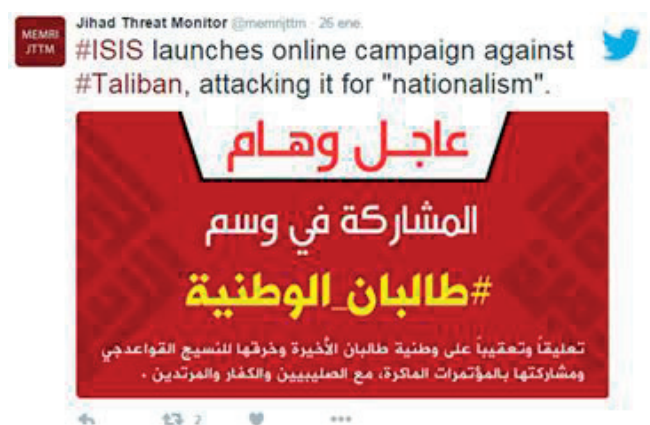 MEMRI
JTTM
Jihad Threat Monitor @memrijttm · 26 ene.
#ISIS launches online campaign against
#Taliban, attacking it for "nationalism".
عاجل وهام
المشاركة في وسم
#طالبان_الوطنية
تعليقاً وتعقيباً على وطنية طالبان الأخيرة وخرقها للنسيج القواعدجي
ومشاركتها بالمؤتمرات الماكرة، مع الصليبيين والكفار والمرتدين .
2